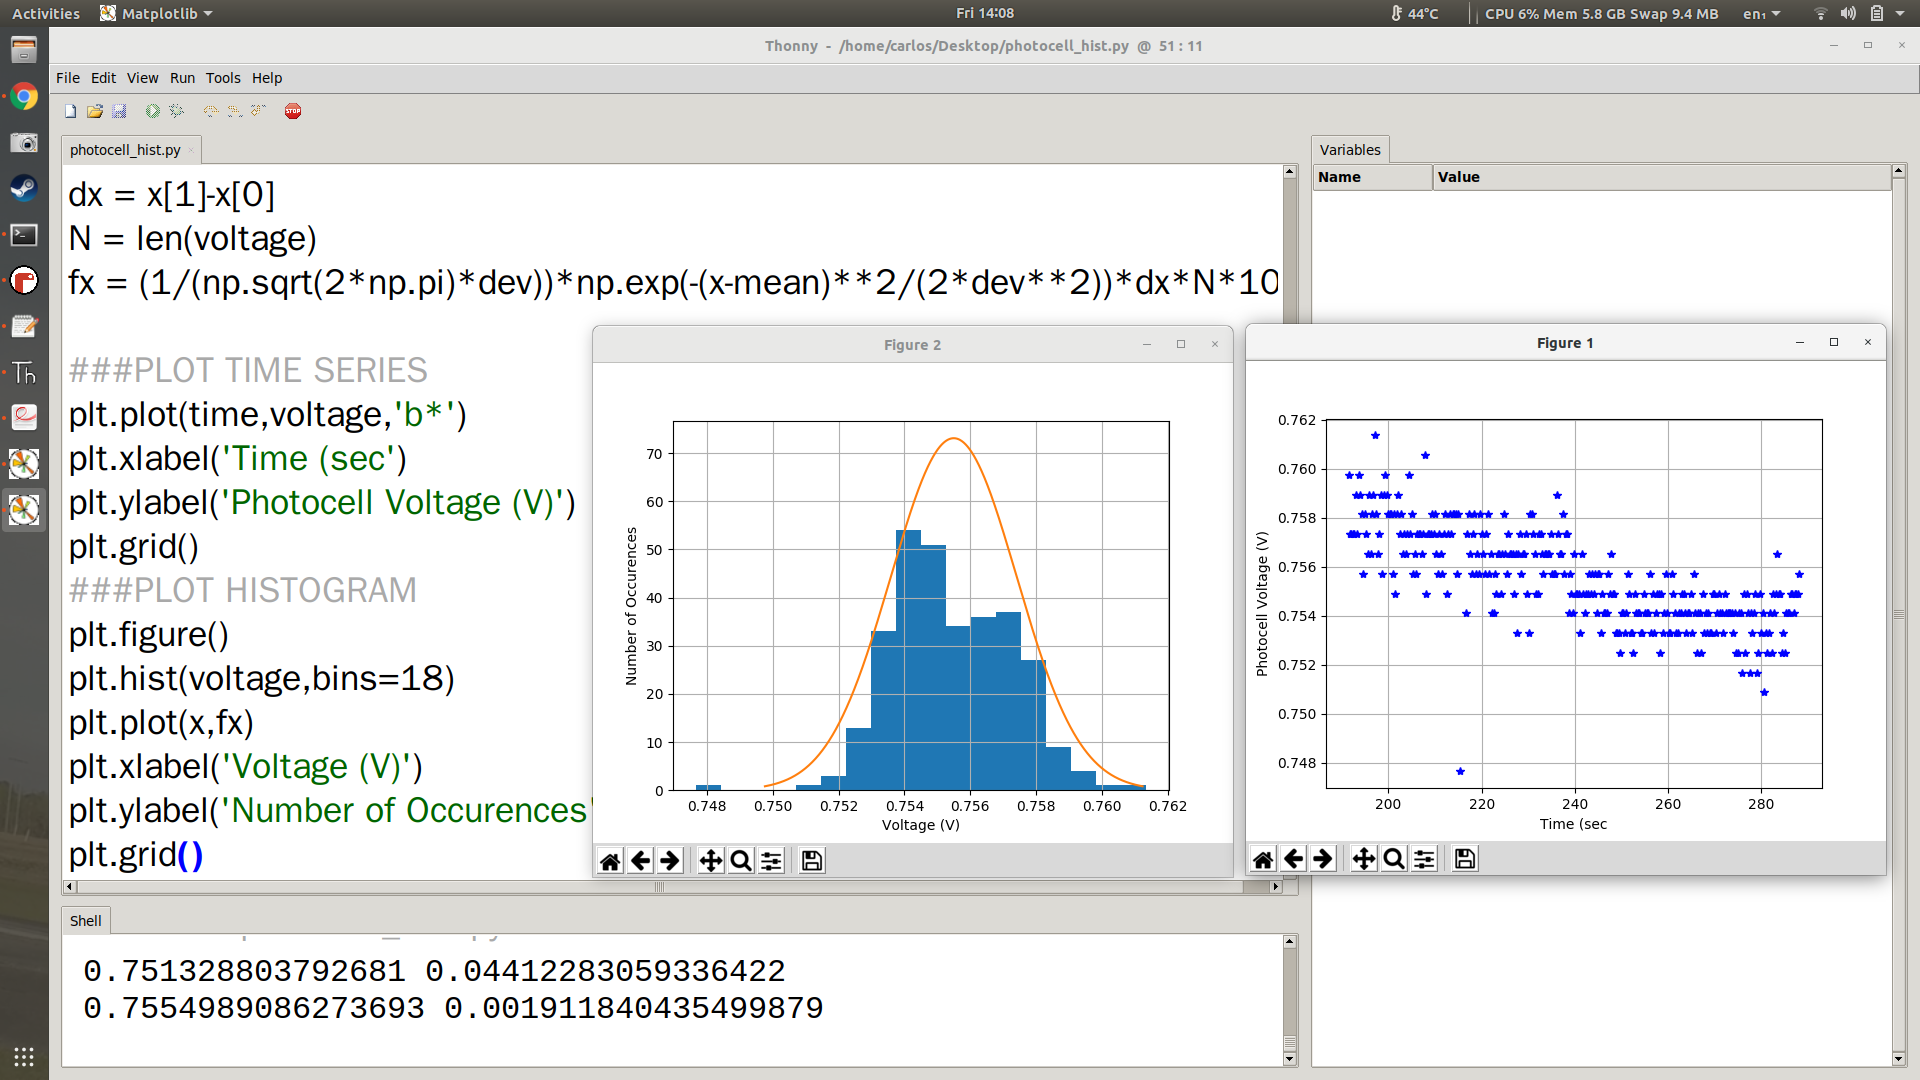 Activities Matplotlib Fri 14:08 44°C CPU 6% Mem 5.8 GB Swap 9.4 MB en₁
Thonny - /home/carlos/Desktop/photocell_hist.py @ 51 : 11
File Edit View Run Tools Help
STOP
photocell_hist.py
dx = x[1]-x[0]
N = len(voltage)
fx = (1/(np.sqrt(2*np.pi)*dev))*np.exp(-(x-mean)**2/(2*dev**2))*dx*N*10
###PLOT TIME SERIES
plt.plot(time,voltage,'b*')
plt.xlabel('Time (sec')
plt.ylabel('Photocell Voltage (V)')
plt.grid()
###PLOT HISTOGRAM
plt.figure()
plt.hist(voltage,bins=18)
plt.plot(x,fx)
plt.xlabel('Voltage (V)')
plt.ylabel('Number of Occurences'
plt.grid()
Variables
Name Value
Figure 2
Number of Occurences
70
60
50
40
30
20
10
0
0.748 0.750 0.752 0.754 0.756 0.758 0.760 0.762
Voltage (V)
Figure 1
Photocell Voltage (V)
0.762
0.760
0.758
0.756
0.754
0.752
0.750
0.748
200 220 240 260 280
Time (sec
Shell
0.751328803792681 0.04412283059336422
0.7554989086273693 0.0019118404354998​79
Th